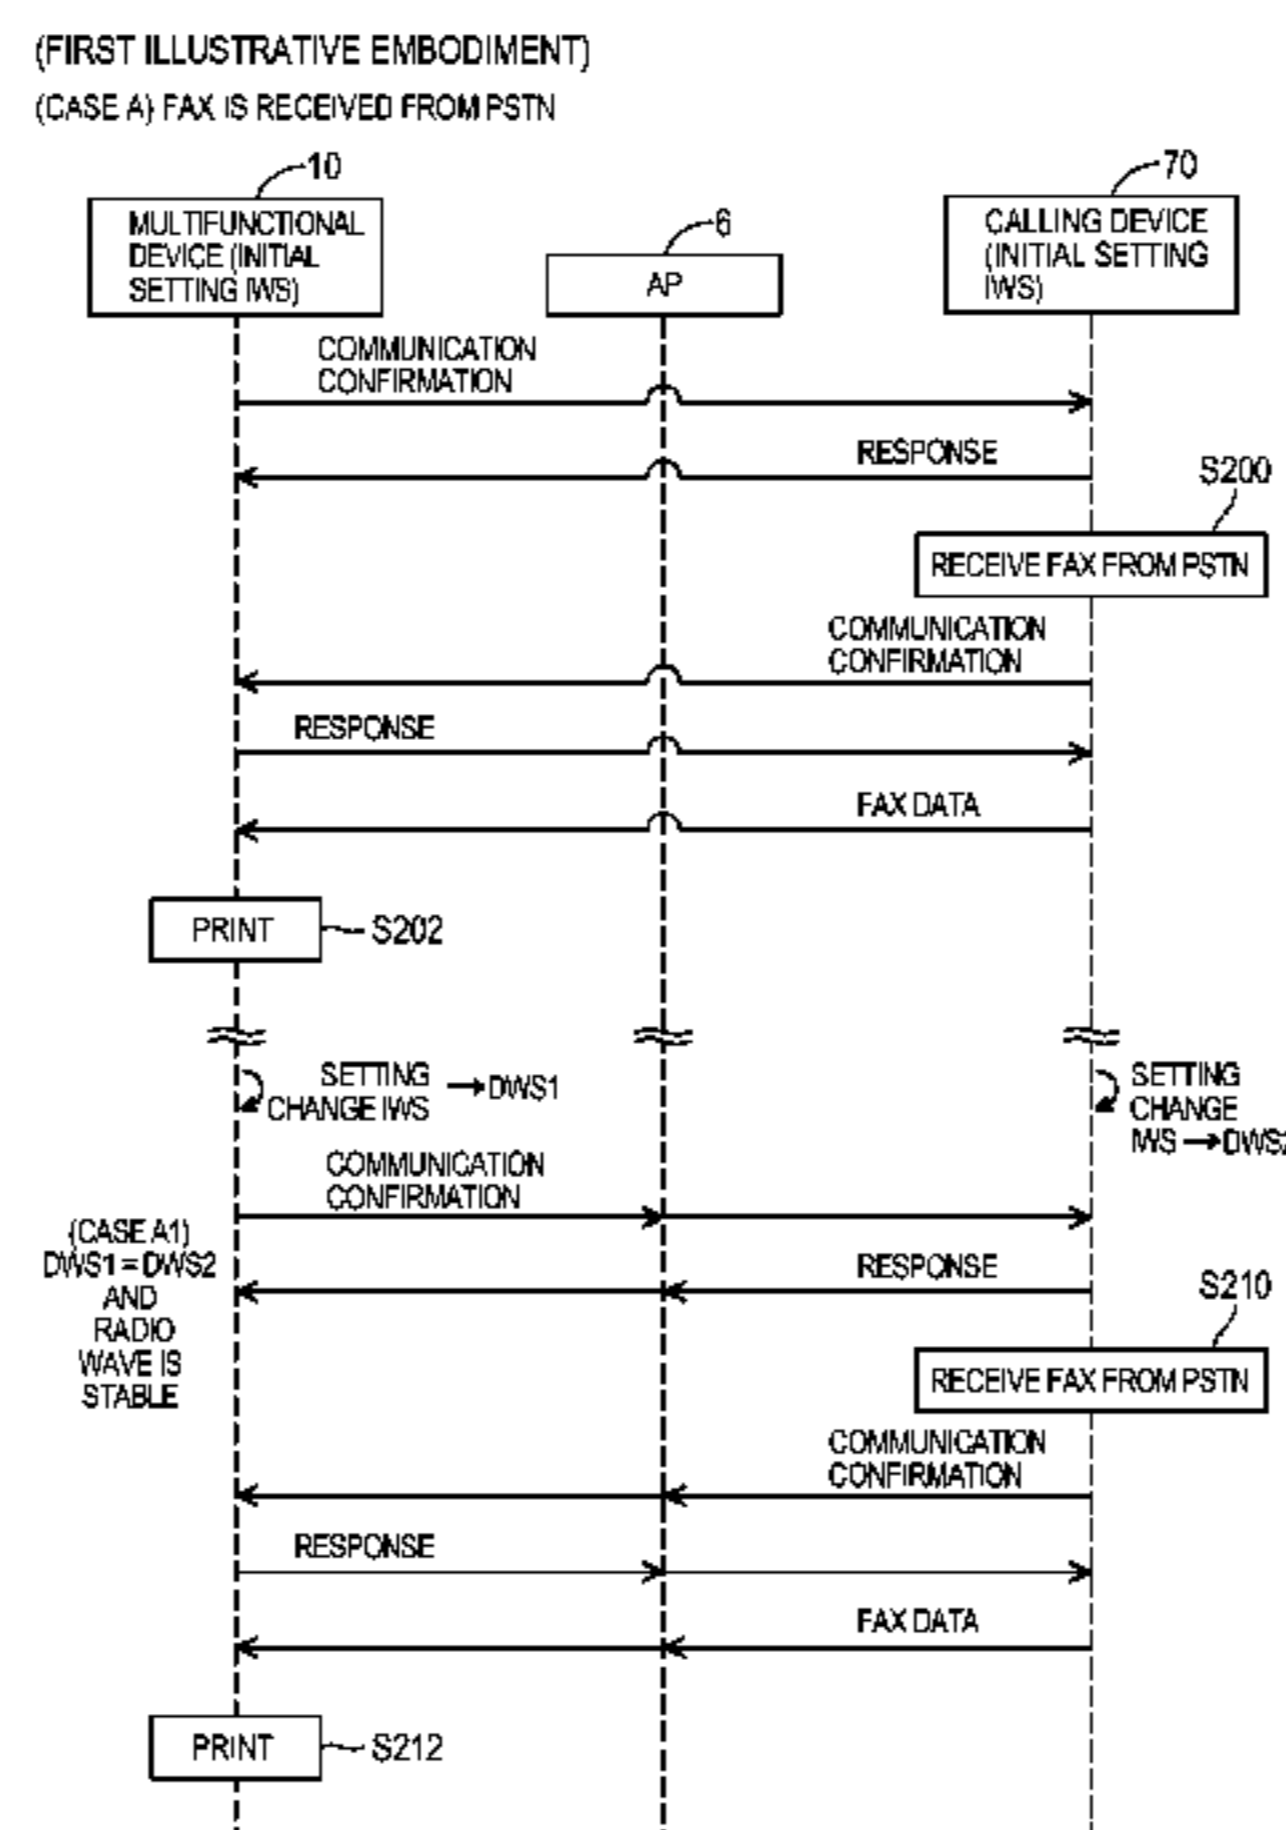 (FIRST ILLUSTRATIVE EMBODIMENT)
(CASE A) FAX IS RECEIVED FROM PSTN
10
70
6
MULTIFUNCTIONAL
DEVICE (INITIAL
SETTING IWS)
AP
CALLING DEVICE
(INITIAL SETTING
IWS)
COMMUNICATION
CONFIRMATION
RESPONSE
S200
RECEIVE FAX FROM PSTN
COMMUNICATION
CONFIRMATION
RESPONSE
FAX DATA
PRINT
S202
SETTING
CHANGE IWS → DWS1
SETTING
CHANGE
IWS → DWS2
COMMUNICATION
CONFIRMATION
(CASE A1)
DWS1 = DWS2
AND
RADIO
WAVE IS
STABLE
RESPONSE
S210
RECEIVE FAX FROM PSTN
COMMUNICATION
CONFIRMATION
RESPONSE
FAX DATA
PRINT
S212